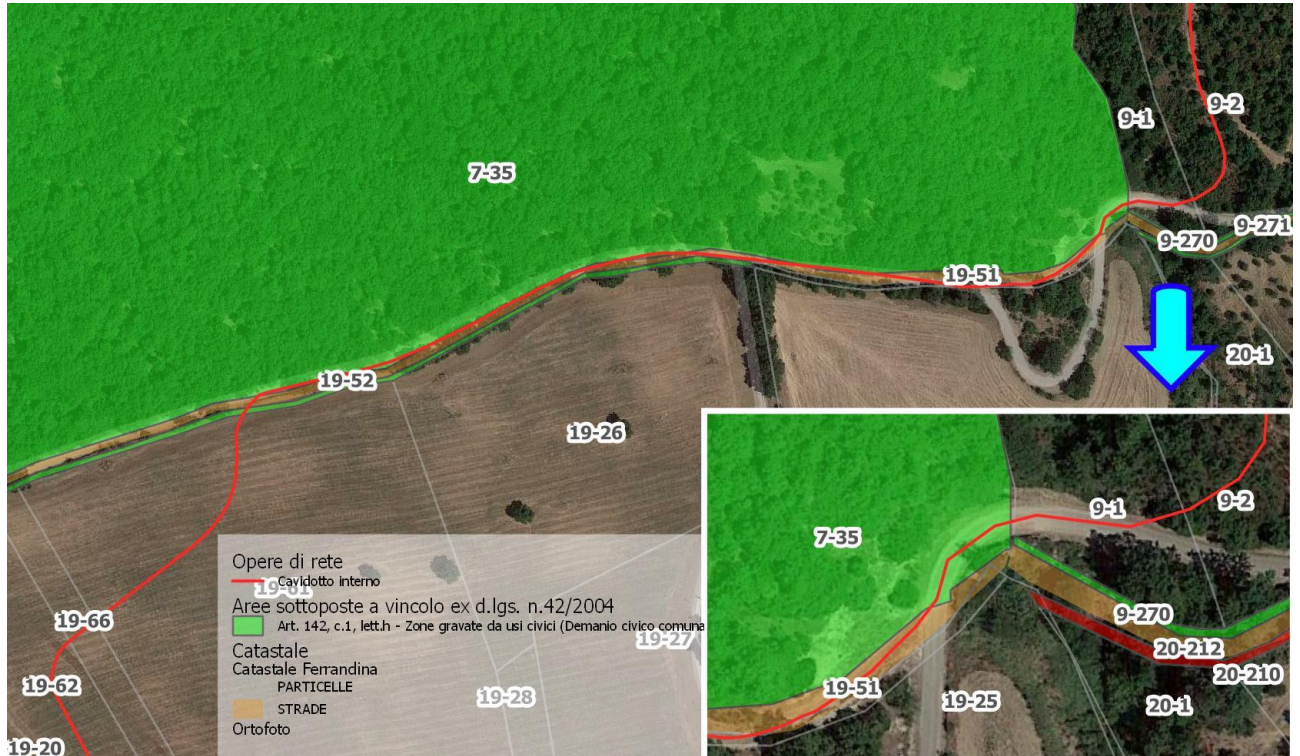 9-2
9-1
7-35
9-271
9-270
19-51
20-1
19-52
19-26
Opere di rete
Cavidotto interno
19-61
Aree sottoposte a vincolo ex d.lgs. n.42/2004
Art. 142, c.1, lett.h - Zone gravate da usi civici (Demanio civico comuna
19-27
Catastale
Catastale Ferrandina
PARTICELLE
STRADE
Ortofoto
19-28
19-66
19-62
19-20
9-1
9-2
7-35
9-270
20-212
20-210
19-51
19-25
20-1